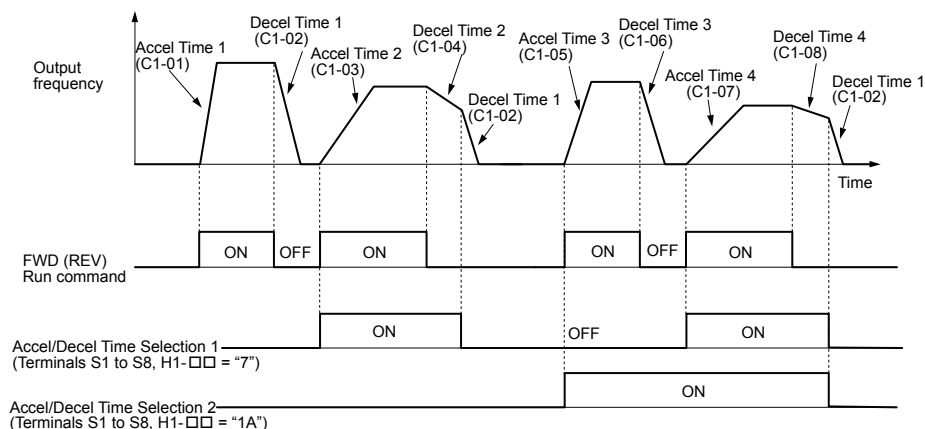 Output
frequency
Accel Time 1
(C1-01)
Decel Time 1
(C1-02)
Accel Time 2
(C1-03)
Decel Time 2
(C1-04)
Decel Time 1
(C1-02)
Accel Time 3
(C1-05)
Decel Time 3
(C1-06)
Accel Time 4
(C1-07)
Decel Time 4
(C1-08)
Decel Time 1
(C1-02)
Time
FWD (REV)
Run command
ON
OFF
ON
ON
OFF
ON
Accel/Decel Time Selection 1
(Terminals S1 to S8, H1-□□ = “7”)
ON
OFF
ON
Accel/Decel Time Selection 2
(Terminals S1 to S8, H1-□□ = “1A”)
ON